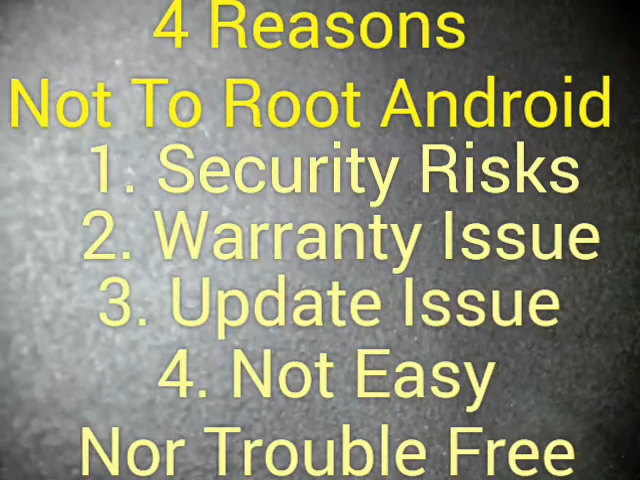 4 Reasons
Not To Root Android
1. Security Risks
2. Warranty Issue
3. Update Issue
4. Not Easy
Nor Trouble Free